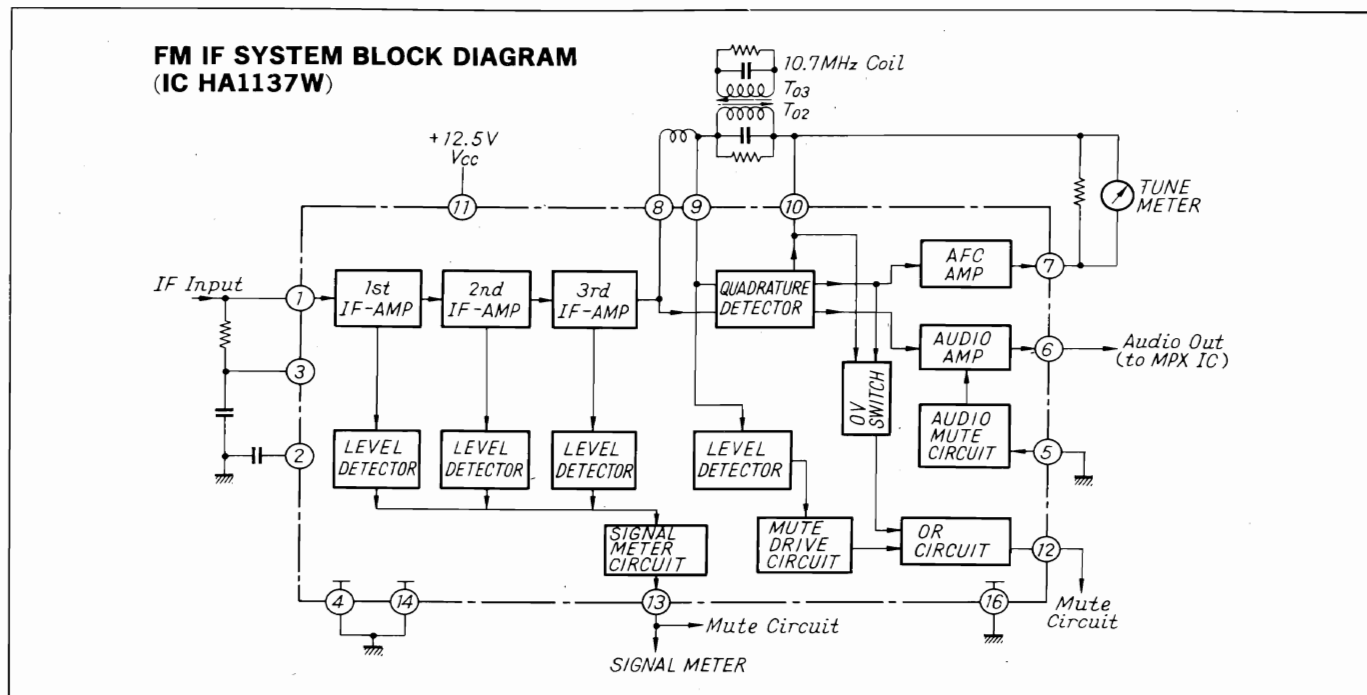 FM IF SYSTEM BLOCK DIAGRAM
(IC HA1137W)
10.7MHz Coil
T03
T02
+12.5V
Vcc
11
8
9
10
TUNE
METER
IF Input
1
1st
IF-AMP
2nd
IF-AMP
3rd
IF-AMP
QUADRATURE
DETECTOR
AFC
AMP
7
3
AUDIO
AMP
6
Audio Out
(to MPX IC)
OV
SWITCH
2
LEVEL
DETECTOR
LEVEL
DETECTOR
LEVEL
DETECTOR
LEVEL
DETECTOR
AUDIO
MUTE
CIRCUIT
5
SIGNAL
METER
CIRCUIT
MUTE
DRIVE
CIRCUIT
OR
CIRCUIT
12
4
14
13
16
Mute Circuit
Mute
Circuit
SIGNAL METER